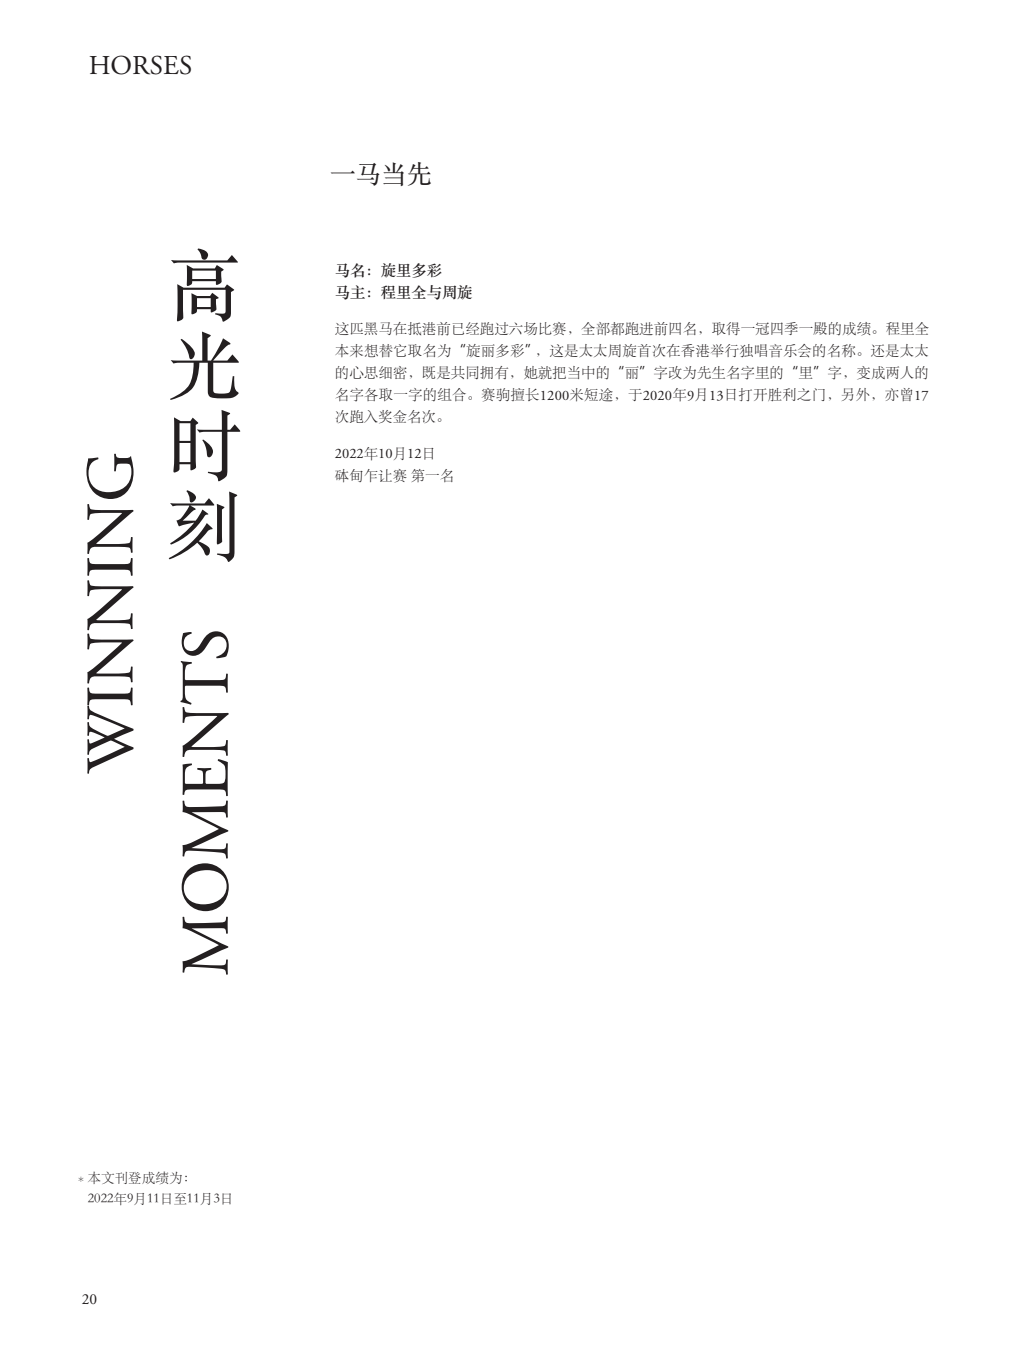 HORSES
一马当先
高光时刻
WINNING
MOMENTS
马名：旋里多彩
马主：程里全与周旋
这匹黑马在抵港前已经跑过六场比赛，全部都跑进前四名，取得一冠四季一殿的成绩。程里全
本来想替它取名为“旋丽多彩”，这是太太周旋首次在香港举行独唱音乐会的名称。还是太太
的心思细密，既是共同拥有，她就把当中的“丽”字改为先生名字里的“里”字，变成两人的
名字各取一字的组合。赛驹擅长1200米短途，于2020年9月13日打开胜利之门，另外，亦曾17
次跑入奖金名次。
2022年10月12日
砵甸乍让赛 第一名
* 本文刊登成绩为：
2022年9月11日至11月3日
20